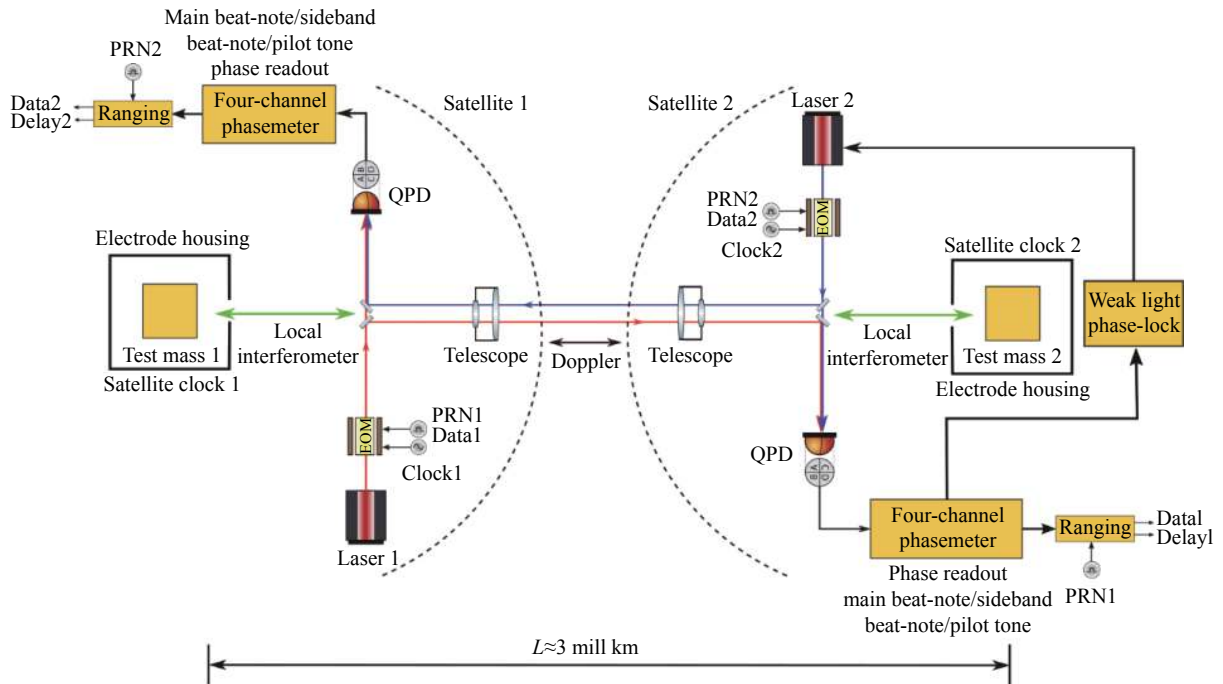 Main beat-note/sideband
beat-note/pilot tone
phase readout
PRN2
Data2
Delay2
Ranging
Four-channel
phasemeter
A B C D
QPD
Satellite 1
Satellite 2
Laser 2
PRN2
Data2
Clock2
EOM
Electrode housing
Test mass 1
Satellite clock 1
Local
interferometer
Telescope
Doppler
Telescope
Local
interferometer
Satellite clock 2
Test mass 2
Electrode housing
Weak light
phase-lock
EOM
PRN1
Data1
Clock1
Laser 1
QPD
A B C D
Four-channel
phasemeter
Ranging
Datal
Delayl
PRN1
Phase readout
main beat-note/sideband
beat-note/pilot tone
L≈3 mill km